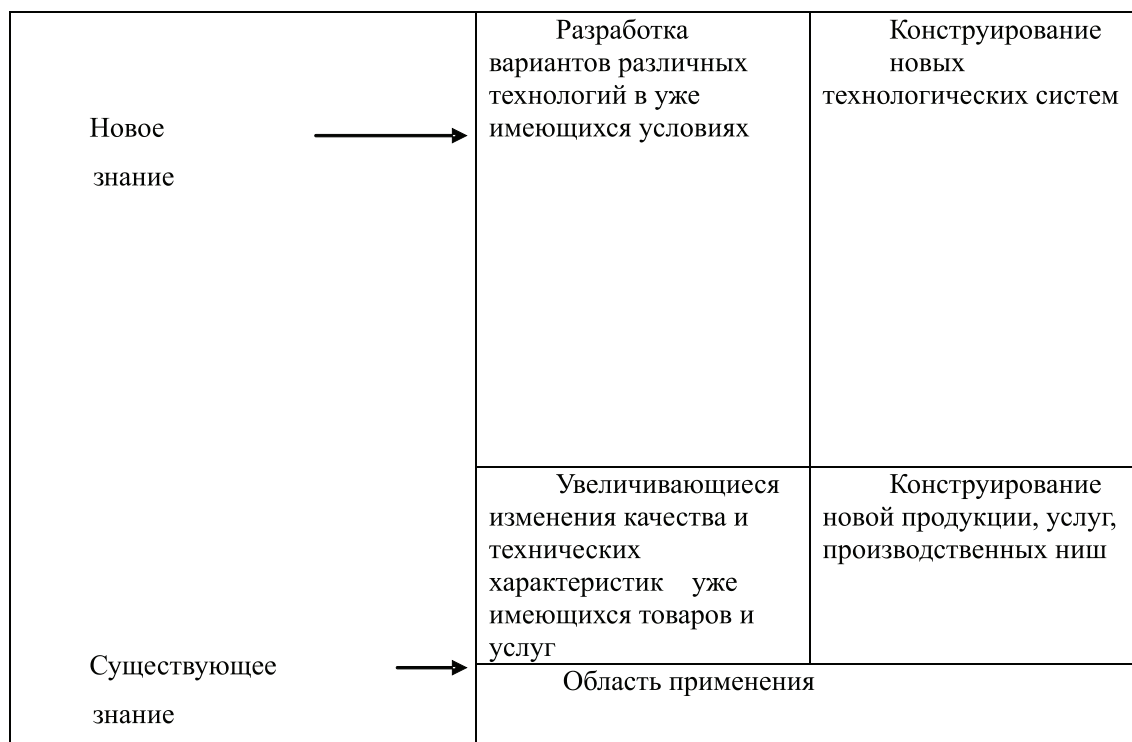 Новое
знание
Разработка
вариантов различных
технологий в уже
имеющихся условиях
Конструирование
новых
технологических систем
Увеличивающиеся
изменения качества и
технических
характеристик уже
имеющихся товаров и
услуг
Конструирование
новой продукции, услуг,
производственных ниш
Существующее
знание
Область применения